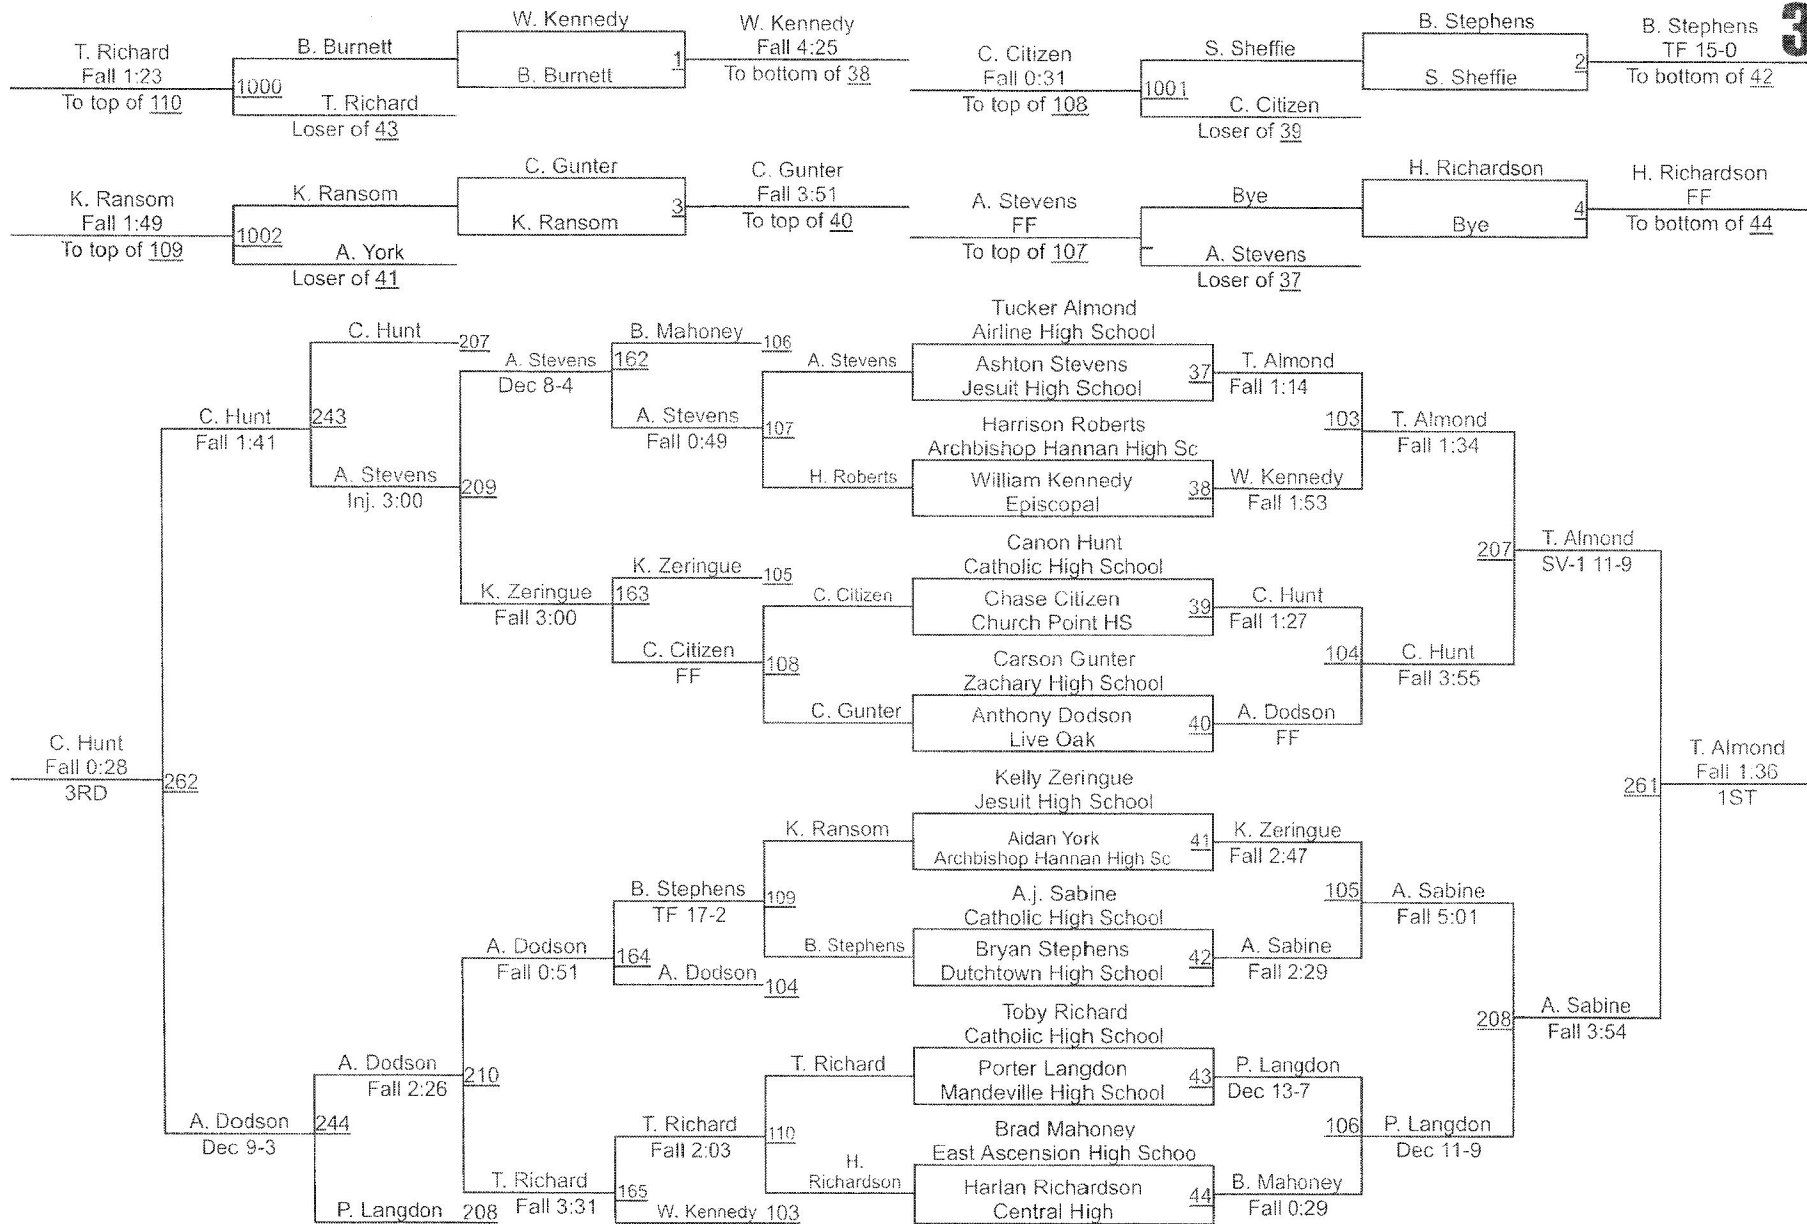 3
W. Kennedy
T. Richard
Fall 1:23
To top of 110
B. Burnett
1000
T. Richard
Loser of 43
B. Burnett
1
W. Kennedy
Fall 4:25
To bottom of 38
C. Citizen
Fall 0:31
To top of 108
S. Sheffie
1001
C. Citizen
Loser of 39
B. Stephens
S. Sheffie
2
B. Stephens
TF 15-0
To bottom of 42
K. Ransom
Fall 1:49
To top of 109
K. Ransom
1002
A. York
Loser of 41
C. Gunter
K. Ransom
3
C. Gunter
Fall 3:51
To top of 40
A. Stevens
FF
To top of 107
Bye
A. Stevens
Loser of 37
H. Richardson
Bye
4
H. Richardson
FF
To bottom of 44
C. Hunt
Fall 0:28
3RD
262
C. Hunt
Fall 1:41
243
C. Hunt
207
A. Stevens
Inj. 3:00
209
A. Stevens
Dec 8-4
162
B. Mahoney
106
A. Stevens
Fall 0:49
107
A. Stevens
H. Roberts
K. Zeringue
Fall 3:00
163
K. Zeringue
105
C. Citizen
FF
108
C. Citizen
C. Gunter
A. Dodson
Dec 9-3
244
A. Dodson
Fall 2:26
210
P. Langdon
208
A. Dodson
Fall 0:51
164
B. Stephens
TF 17-2
109
K. Ransom
B. Stephens
A. Dodson
104
T. Richard
Fall 3:31
165
T. Richard
Fall 2:03
110
T. Richard
H.
Richardson
W. Kennedy
103
Tucker Almond
Airline High School
Ashton Stevens
Jesuit High School
37
T. Almond
Fall 1:14
Harrison Roberts
Archbishop Hannan High Sc
William Kennedy
Episcopal
38
W. Kennedy
Fall 1:53
103
T. Almond
Fall 1:34
Canon Hunt
Catholic High School
Chase Citizen
Church Point HS
39
C. Hunt
Fall 1:27
Carson Gunter
Zachary High School
Anthony Dodson
Live Oak
40
A. Dodson
FF
104
C. Hunt
Fall 3:55
207
T. Almond
SV-1 11-9
Kelly Zeringue
Jesuit High School
Aidan York
Archbishop Hannan High Sc
41
K. Zeringue
Fall 2:47
A.j. Sabine
Catholic High School
Bryan Stephens
Dutchtown High School
42
A. Sabine
Fall 2:29
105
A. Sabine
Fall 5:01
Toby Richard
Catholic High School
Porter Langdon
Mandeville High School
43
P. Langdon
Dec 13-7
Brad Mahoney
East Ascension High Schoo
Harlan Richardson
Central High
44
B. Mahoney
Fall 0:29
106
P. Langdon
Dec 11-9
208
A. Sabine
Fall 3:54
261
T. Almond
Fall 1:36
1ST